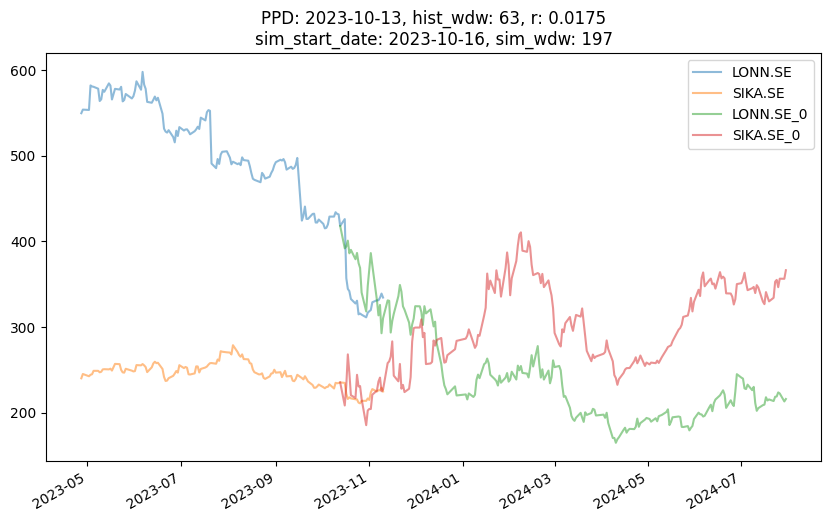 PPD: 2023-10-13, hist_wdw: 63, r: 0.0175
sim_start_date: 2023-10-16, sim_wdw: 197
600
500
400
300
200
LONN.SE
SIKA.SE
LONN.SE_0
SIKA.SE_0
2023-05
2023-07
2023-09
2023-11
2024-01
2024-03
2024-05
2024-07